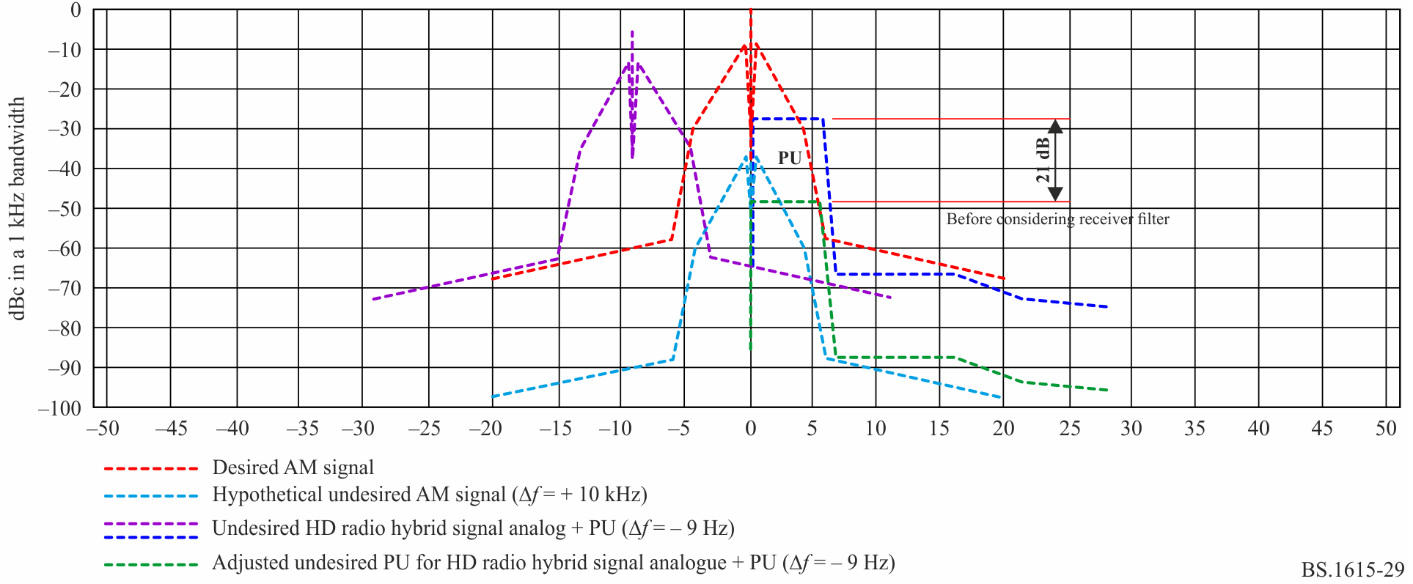 0
–10
–20
–30
–40
–50
–60
–70
–80
–90
–100
dBc in a 1 kHz bandwidth
PU
21 dB
Before considering receiver filter
–50 –45 –40 –35 –30 –25 –20 –15 –10 –5 0 5 10 15 20 25 30 35 40 45 50
Desired AM signal
Hypothetical undesired AM signal (Δf = + 10 kHz)
Undesired HD radio hybrid signal analog + PU (Δf = – 9 Hz)
Adjusted undesired PU for HD radio hybrid signal analogue + PU (Δf = – 9 Hz)
BS.1615-29